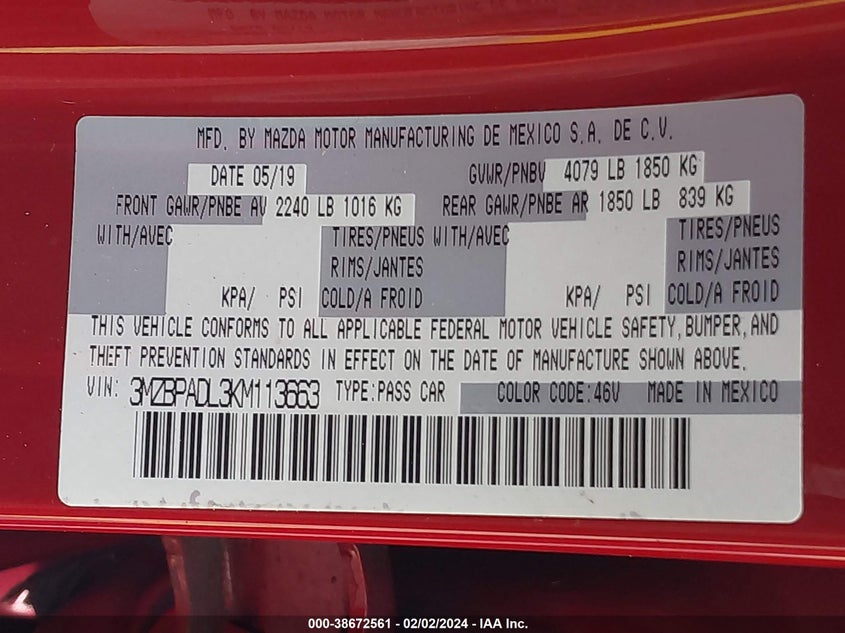 MFD. BY MAZDA MOTOR MANUFACTURING DE MEXICO S.A. DE C.V.
DATE 05/19 GVWR/PNBV 4079 LB 1850 KG
FRONT GAWR/PNBE AV 2240 LB 1016 KG REAR GAWR/PNBE AR 1850 LB 839 KG
WITH/AVEC TIRES/PNEUS WITH/AVEC TIRES/PNEUS
RIMS/JANTES RIMS/JANTES
KPA/ PSI COLD/A FROID KPA/ PSI COLD/A FROID
THIS VEHICLE CONFORMS TO ALL APPLICABLE FEDERAL MOTOR VEHICLE SAFETY, BUMPER, AND
THEFT PREVENTION STANDARDS IN EFFECT ON THE DATE OF MANUFACTURE SHOWN ABOVE.
VIN: 3MZBPADL3KM113663 TYPE:PASS CAR COLOR CODE:46V MADE IN MEXICO
000-38672561 - 02/02/2024 - IAA Inc.